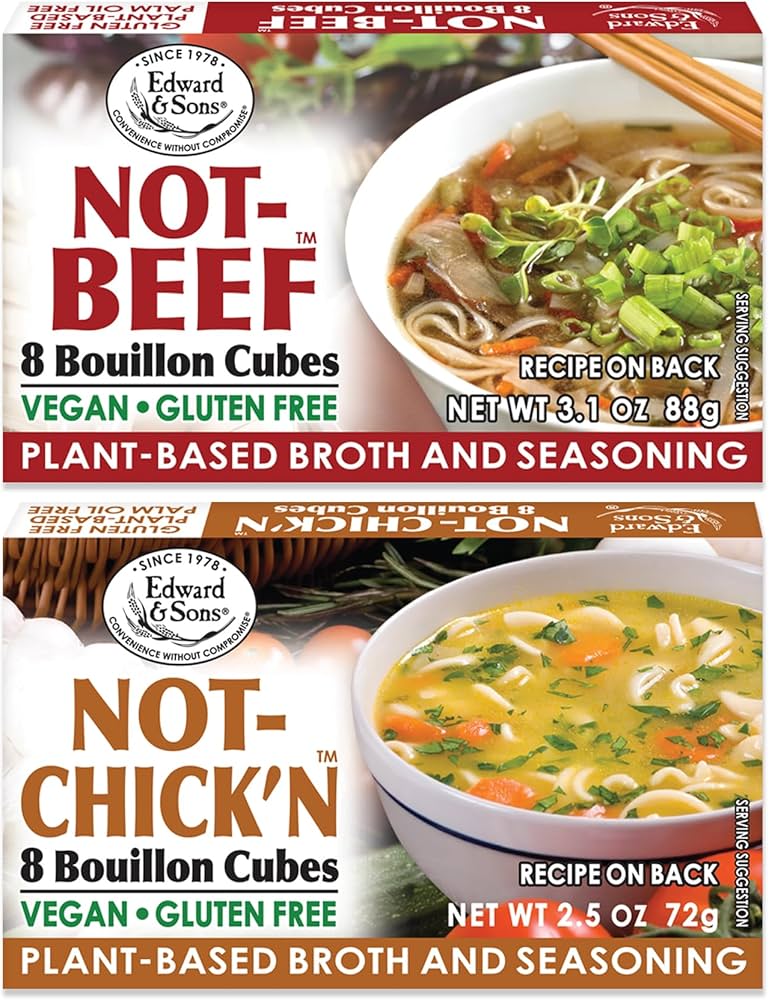 GLUTEN FREE
PLANT-BASED
PALM OIL FREE
NOT-BEEF™
8 Bouillon Cubes
Edward
& Sons®
• SINCE 1978 •
Edward
& Sons®
CONVENIENCE WITHOUT COMPROMISE®
NOT-
BEEF™
8 Bouillon Cubes
VEGAN • GLUTEN FREE
RECIPE ON BACK
NET WT 3.1 OZ 88g
SERVING SUGGESTION
PLANT-BASED BROTH AND SEASONING
GLUTEN FREE
PLANT-BASED
PALM OIL FREE
NOT-CHICK'N™
8 Bouillon Cubes
Edward
& Sons®
• SINCE 1978 •
Edward
& Sons®
CONVENIENCE WITHOUT COMPROMISE®
NOT-
CHICK'N™
8 Bouillon Cubes
VEGAN • GLUTEN FREE
RECIPE ON BACK
NET WT 2.5 OZ 72g
SERVING SUGGESTION
PLANT-BASED BROTH AND SEASONING